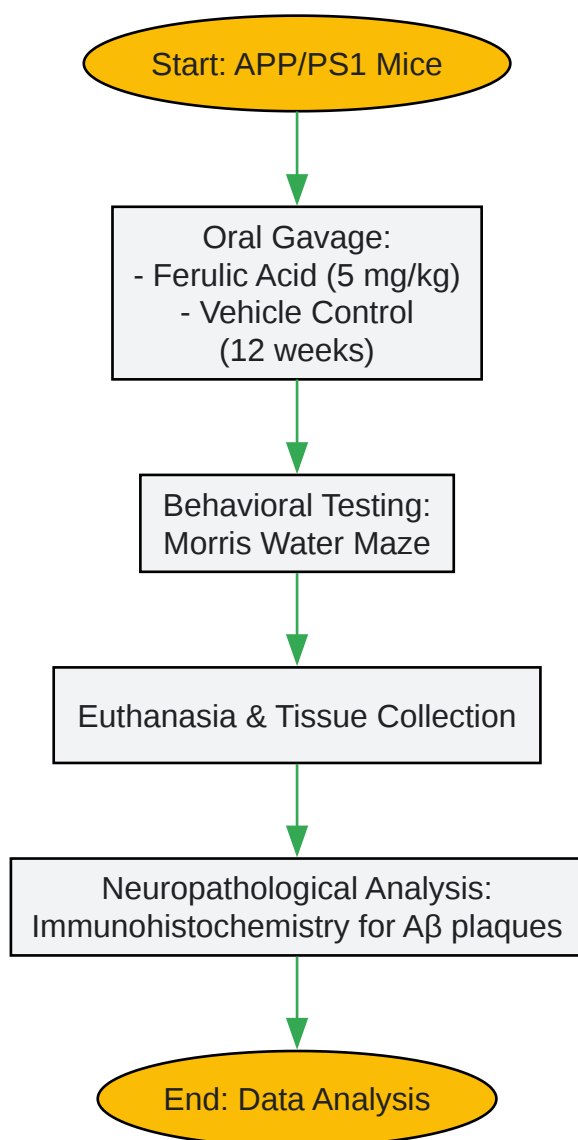 Start: APP/PS1 Mice
Oral Gavage:
- Ferulic Acid (5 mg/kg)
- Vehicle Control
(12 weeks)
Behavioral Testing:
Morris Water Maze
Euthanasia & Tissue Collection
Neuropathological Analysis:
Immunohistochemistry for Aβ plaques
End: Data Analysis